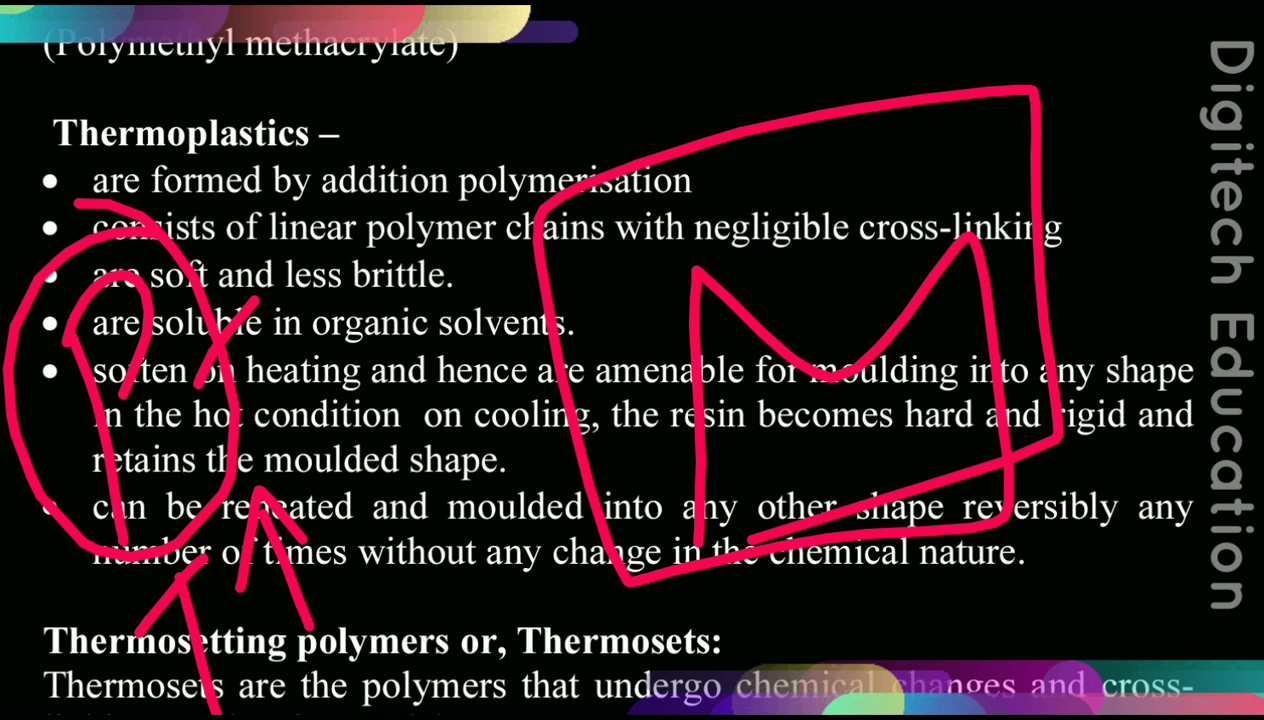 (Polymethyl methacrylate)
Thermoplastics –
• are formed by addition polymerisation
• consists of linear polymer chains with negligible cross-linking
• are soft and less brittle.
• are soluble in organic solvents.
• soften on heating and hence are amenable for moulding into any shape
in the hot condition on cooling, the resin becomes hard and rigid and
retains the moulded shape.
• can be repeated and moulded into any other shape reversibly any
number of times without any change in the chemical nature.
Thermosetting polymers or, Thermosets:
Thermosets are the polymers that undergo chemical changes and cross-
Digitech Education